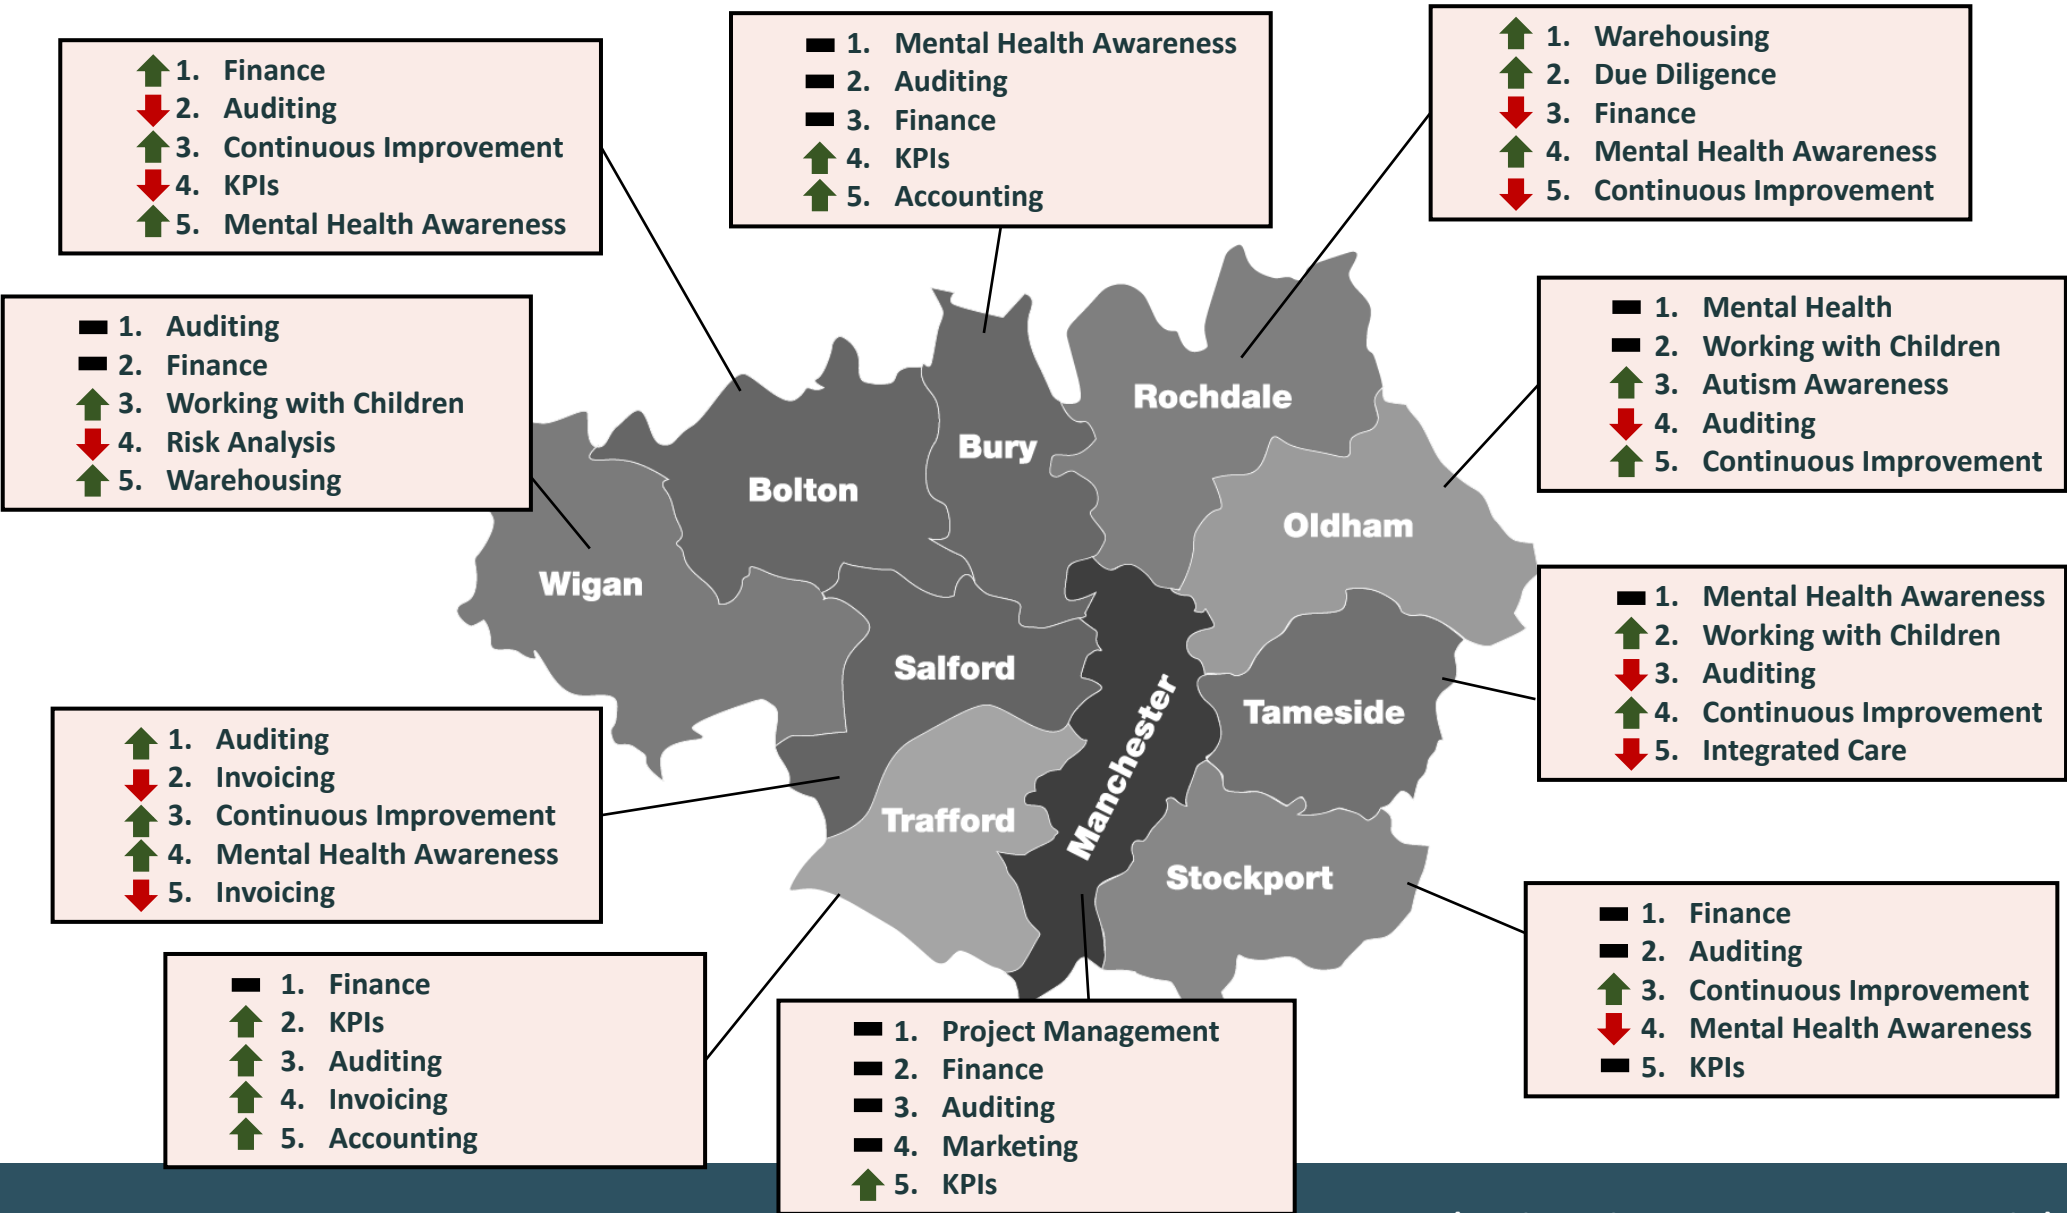 1. Finance
2. Auditing
3. Continuous Improvement
4. KPIs
5. Mental Health Awareness
1. Mental Health Awareness
2. Auditing
3. Finance
4. KPIs
5. Accounting
1. Warehousing
2. Due Diligence
3. Finance
4. Mental Health Awareness
5. Continuous Improvement
1. Auditing
2. Finance
3. Working with Children
4. Risk Analysis
5. Warehousing
1. Mental Health
2. Working with Children
3. Autism Awareness
4. Auditing
5. Continuous Improvement
Rochdale
Bury
Bolton
Oldham
Wigan
Salford
Tameside
Manchester
Trafford
Stockport
1. Mental Health Awareness
2. Working with Children
3. Auditing
4. Continuous Improvement
5. Integrated Care
1. Auditing
2. Invoicing
3. Continuous Improvement
4. Mental Health Awareness
5. Invoicing
1. Finance
2. Auditing
3. Continuous Improvement
4. Mental Health Awareness
5. KPIs
1. Finance
2. KPIs
3. Auditing
4. Invoicing
5. Accounting
1. Project Management
2. Finance
3. Auditing
4. Marketing
5. KPIs